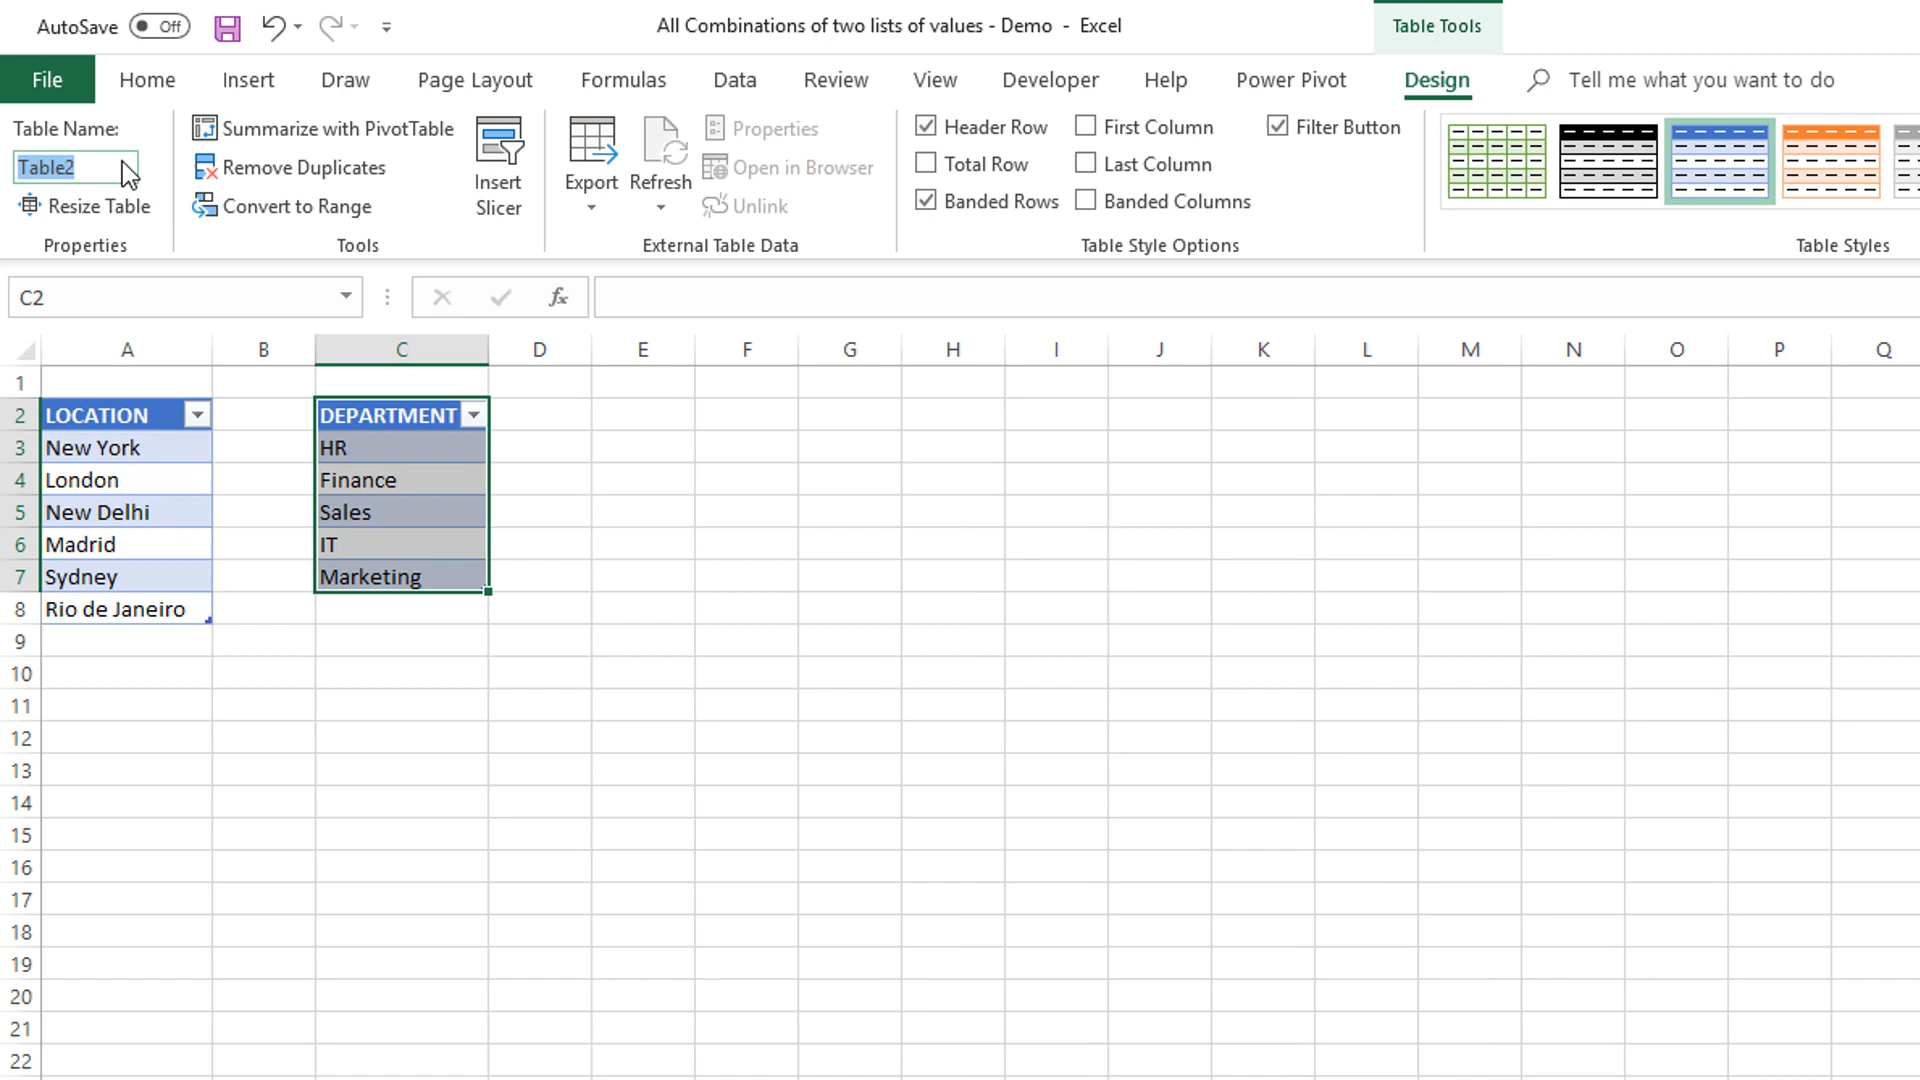 AutoSave Off
All Combinations of two lists of values - Demo - Excel
Table Tools
File Home Insert Draw Page Layout Formulas Data Review View Developer Help Power Pivot Design Tell me what you want to do
Table Name:
Table2
Resize Table
Properties
Summarize with PivotTable
Remove Duplicates
Convert to Range
Insert
Slicer
Tools
Export
Refresh
Properties
Open in Browser
Unlink
External Table Data
Header Row
Total Row
Banded Rows
First Column
Last Column
Banded Columns
Filter Button
Table Style Options
Table Styles
C2
fx
A B C D E F G H I J K L M N O P Q
1
2 LOCATION DEPARTMENT
3 New York HR
4 London Finance
5 New Delhi Sales
6 Madrid IT
7 Sydney Marketing
8 Rio de Janeiro
9
10
11
12
13
14
15
16
17
18
19
20
21
22